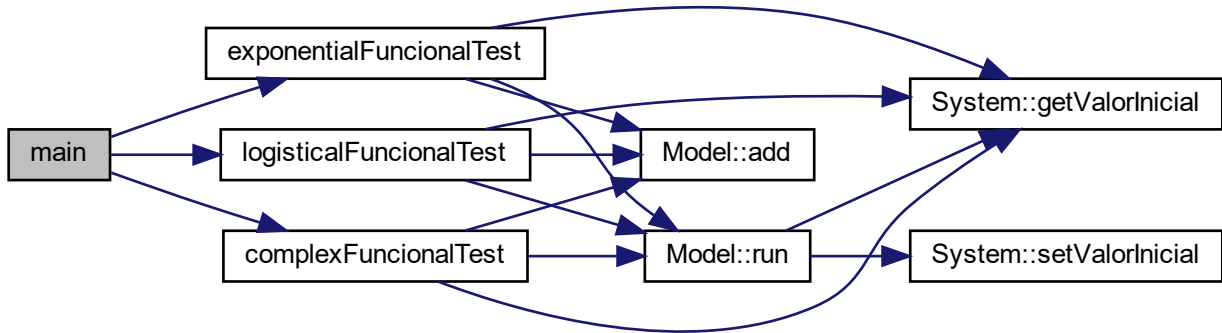 main
exponentialFuncionalTest
logisticalFuncionalTest
complexFuncionalTest
Model::add
Model::run
System::getValorInicial
System::setValorInicial